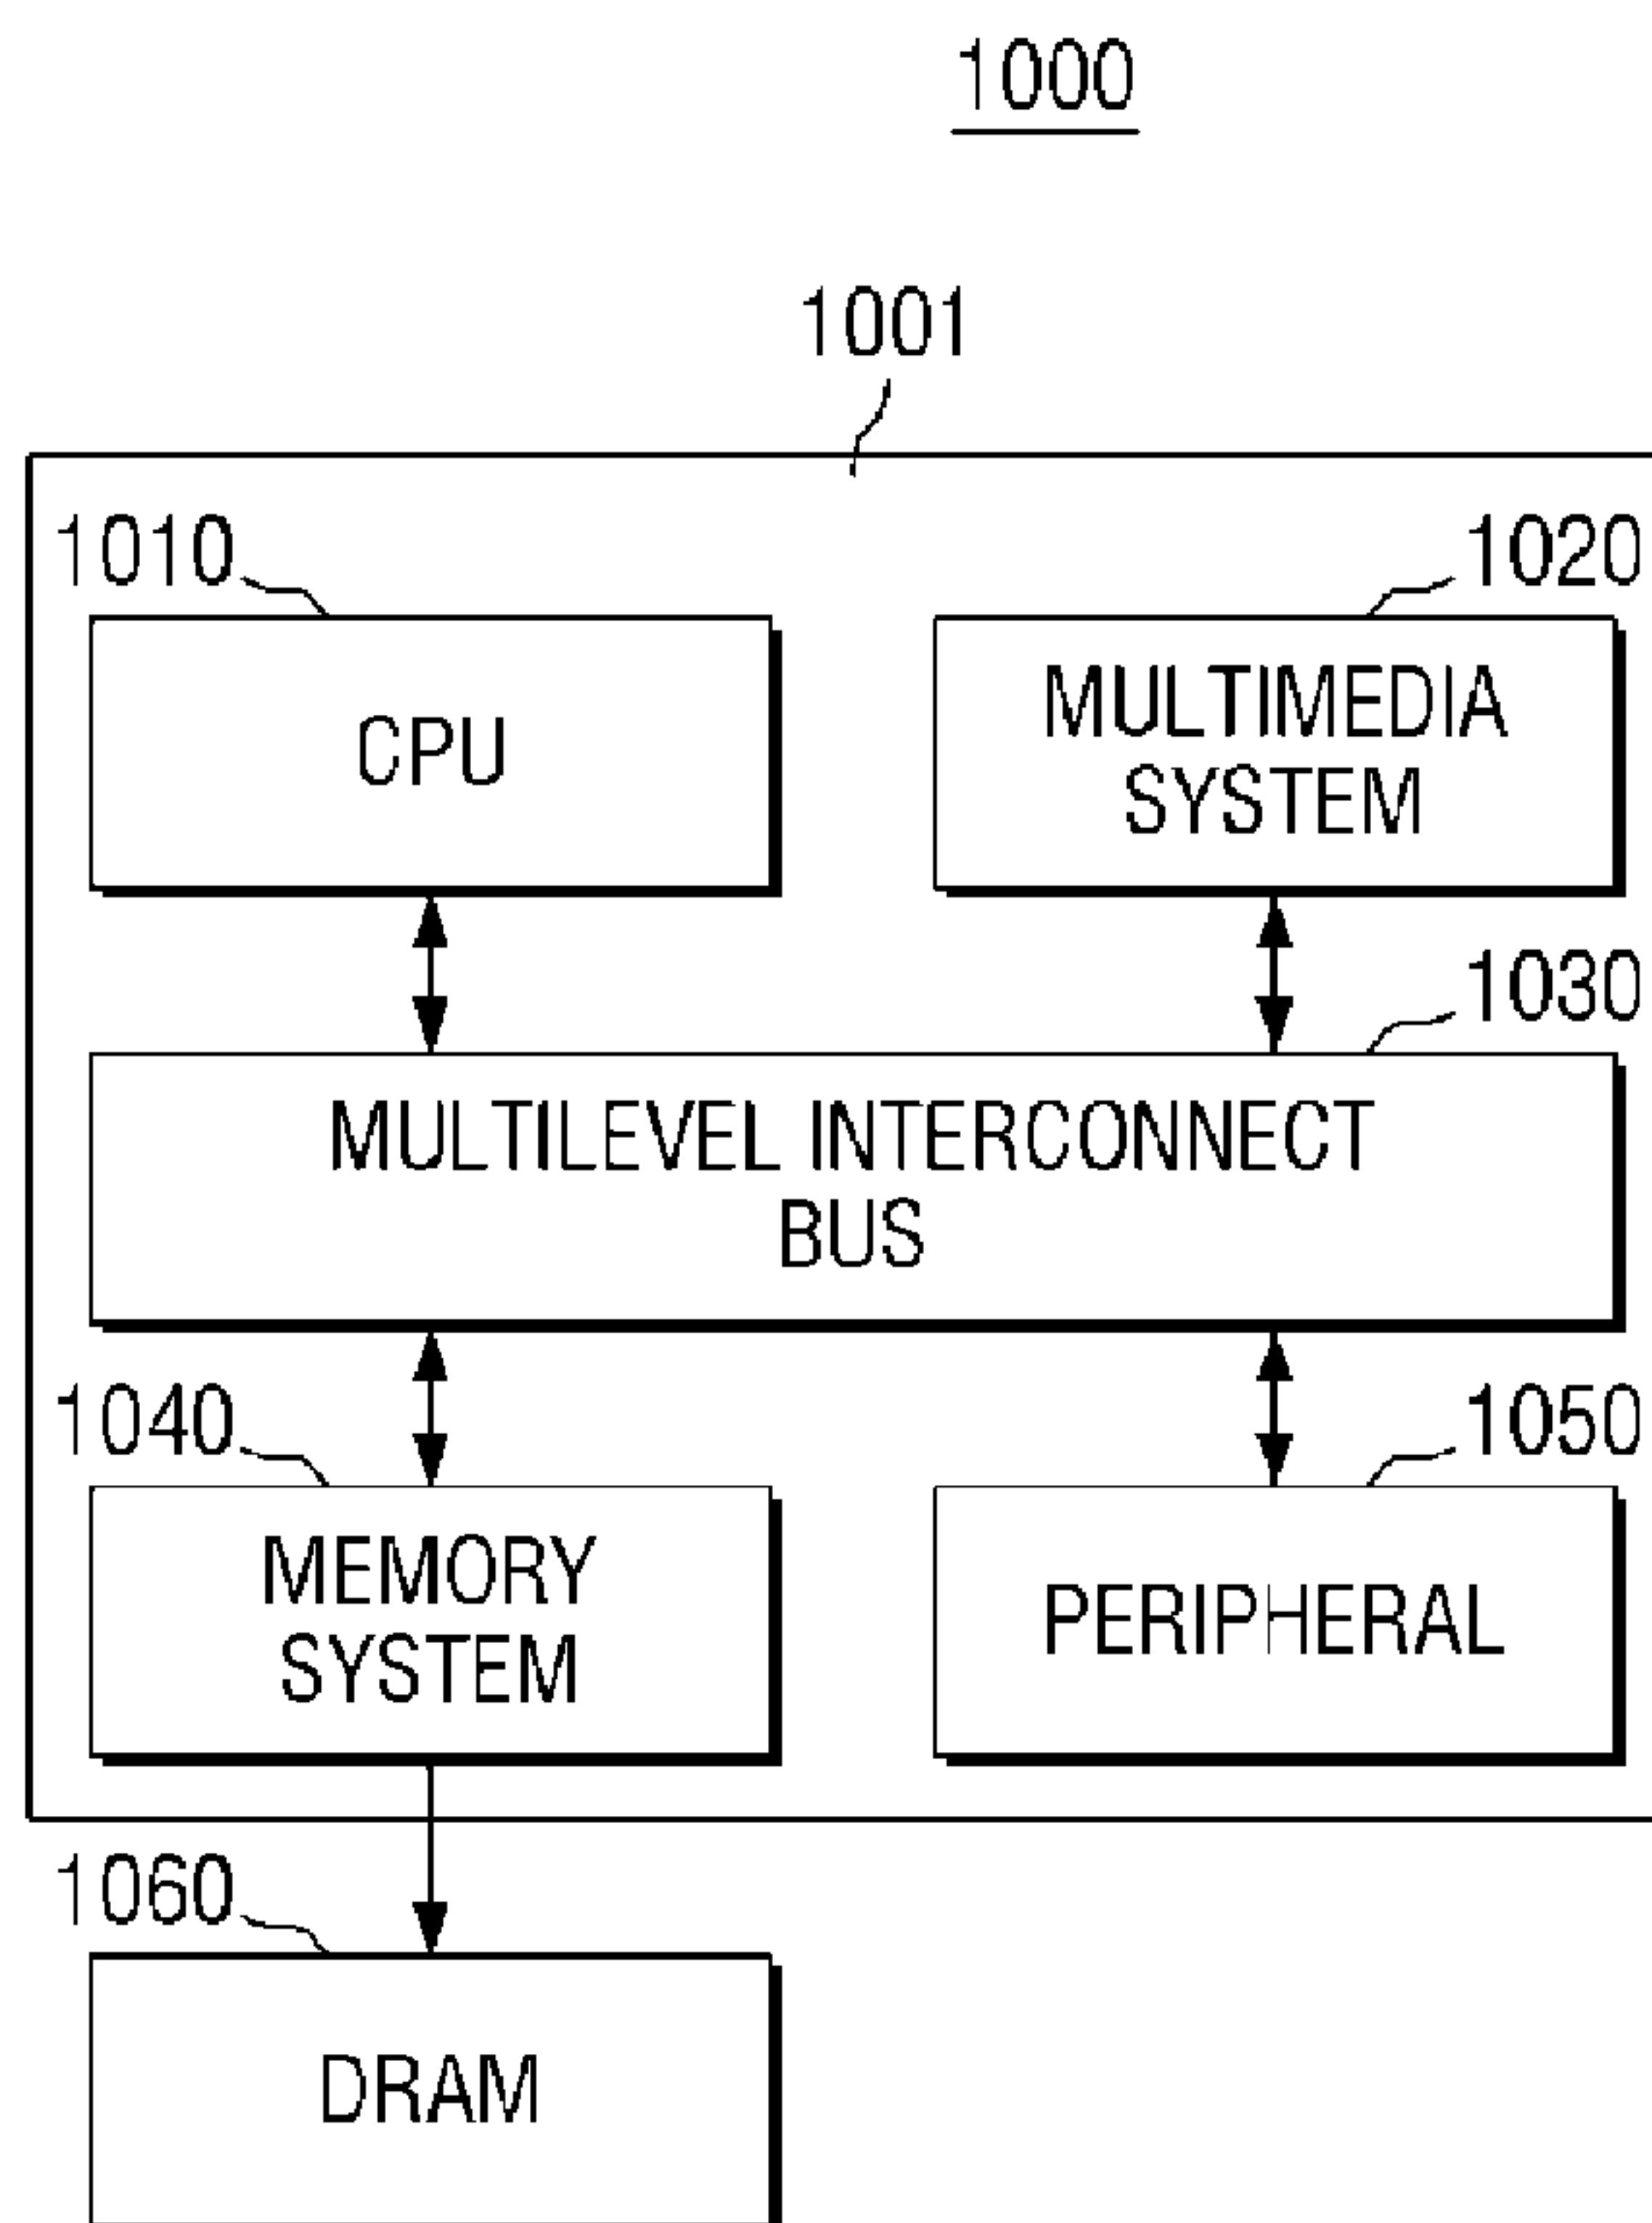 1000
1001
1010
1020
CPU
MULTIMEDIA
SYSTEM
1030
MULTILEVEL INTERCONNECT
BUS
1040
1050
MEMORY
SYSTEM
PERIPHERAL
1060
DRAM